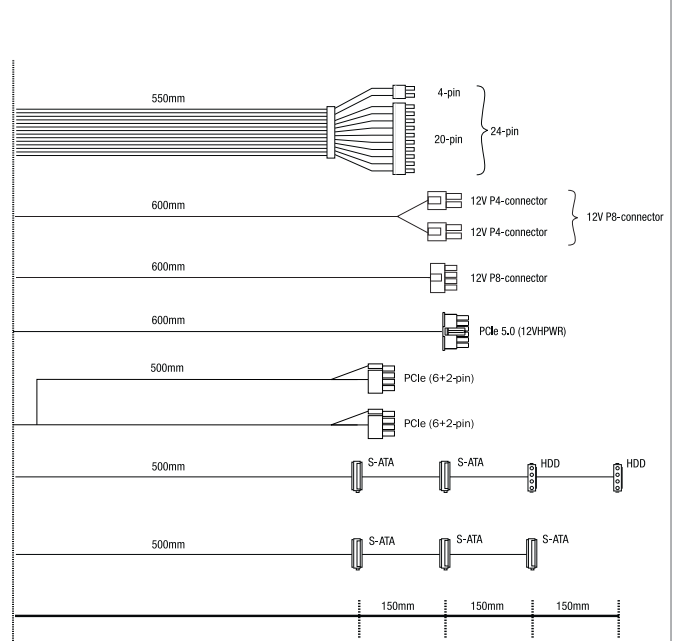 550mm
4-pin
20-pin
24-pin
600mm
12V P4-connector
12V P4-connector
12V P8-connector
600mm
12V P8-connector
600mm
PCIe 5.0 (12VHPWR)
500mm
PCIe (6+2-pin)
PCIe (6+2-pin)
500mm
S-ATA
S-ATA
HDD
HDD
500mm
S-ATA
S-ATA
S-ATA
150mm
150mm
150mm